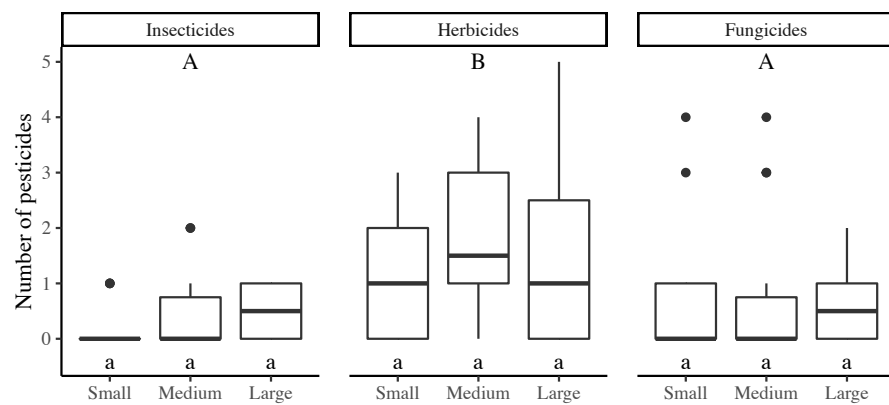 Insecticides Herbicides Fungicides
A B A
Number of pesticides
5
4
3
2
1
0
a a a a a a a a a
Small Medium Large Small Medium Large Small Medium Large